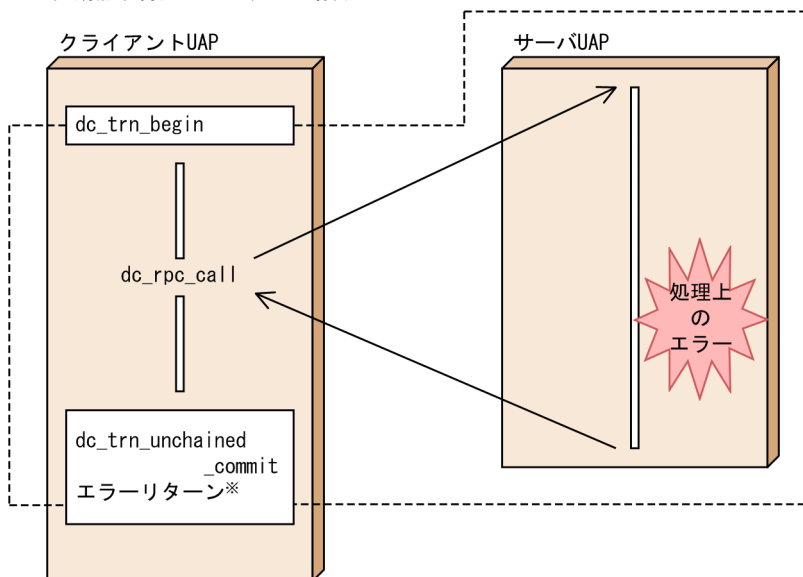 クライアントUAP
サーバUAP
dc_trn_begin
dc_rpc_call
処理上
の
エラー
dc_trn_unchained
_commit
エラーリターン※